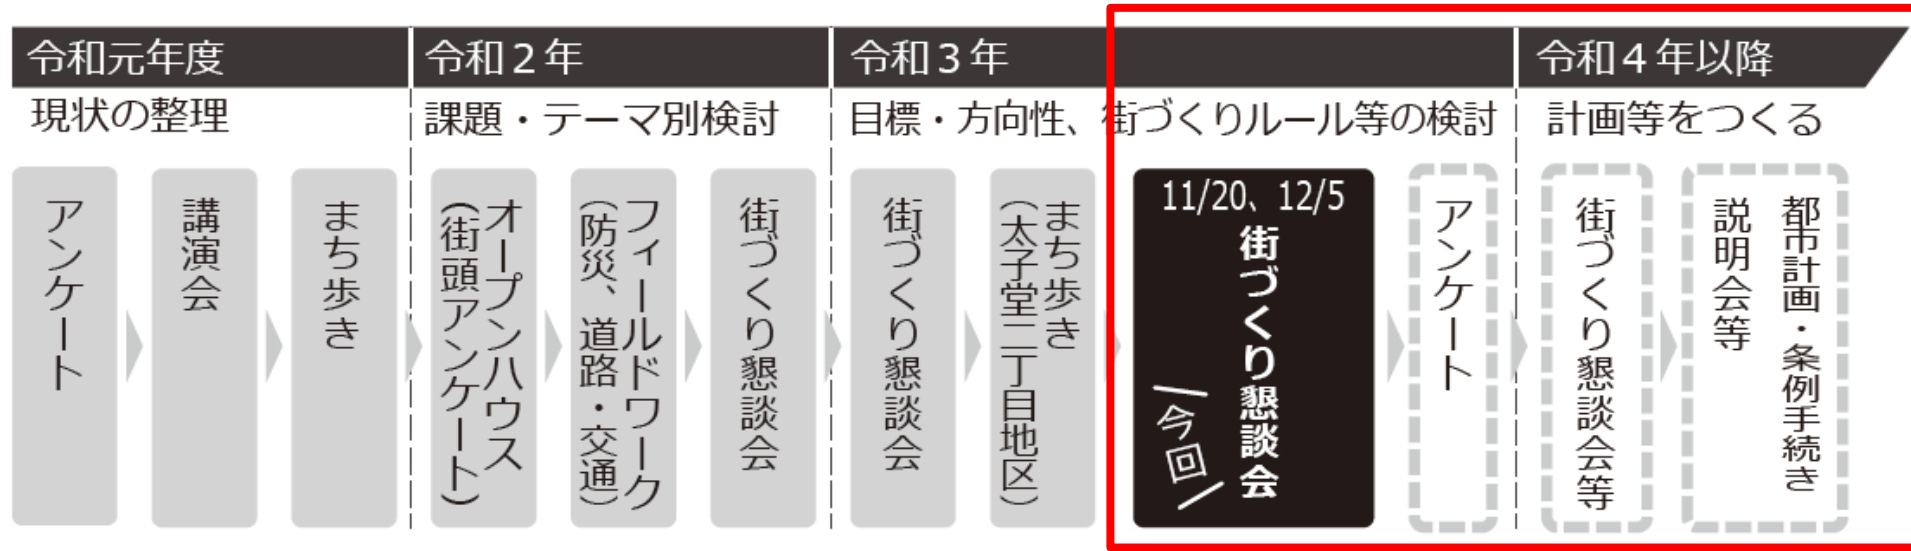 令和元年度
現状の整理
アンケート
講演会
まち歩き
令和２年
課題・テーマ別検討
オープンハウス
(街頭アンケート)
フィールドワーク
(防災、道路・交通)
街づくり懇談会
令和３年
目標・方向性、街づくりルール等の検討
街づくり懇談会
まち歩き
(太子堂二丁目地区)
11/20、12/5
街づくり懇談会
今回
アンケート
令和４年以降
計画等をつくる
街づくり懇談会等
都市計画・条例手続き
説明会等